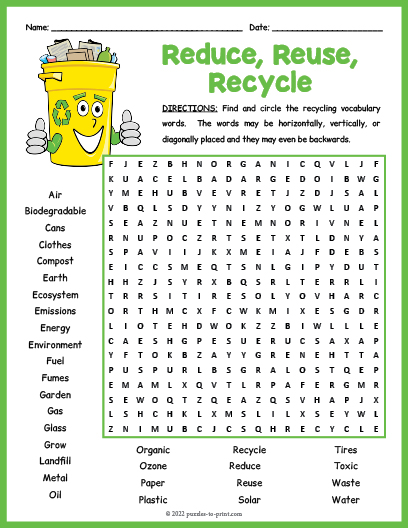 Name: Date:
Reduce, Reuse,
Recycle
DIRECTIONS: Find and circle the recycling vocabulary
words. The words may be horizontally, vertically, or
diagonally placed and they may even be backwards.
F J E Z B H N O R G A N I C Q V L J F
K U A C E L B A D A R G E D O I B W G
Y M E H U B V E V R E T J Z D J S A L
V B Q L S D Y Y N I Z Y O G W L U A P
S E A Z N U E T N E M N O R I V N E L
R N U P O C Z R T S E T X T L D N Y A
S P A V I I J K X M E I A J F D E B S
E I C C S M E Q T S N L G I P Y D U T
H H Z J S Y R X B Q S R L T E R R L I
T R R S I T I R E S O L Y O V H A R C
O R T H M C X F C W K M I X E S G D R
L I O T E H D W O K Z Z B I W L L L E
C A E S H G P E S U E R U C S A X A P
Y F T O K B Z A Y Y G R E N E H T T A
P U S P U R L B S G R A L O S T Q E P
E M A M L X Q V T L R P A F E R G M R
S E W O Q T Z Q E A Z Q S V H A P J X
L S H C H K L X M S L I L X S E Y W L
Z N I M U B C J C S Q H R E C Y C L E
Air
Biodegradable
Cans
Clothes
Compost
Earth
Ecosystem
Emissions
Energy
Environment
Fuel
Fumes
Garden
Gas
Glass
Grow
Landfill
Metal
Oil
Organic Recycle Tires
Ozone Reduce Toxic
Paper Reuse Waste
Plastic Solar Water
© 2022 puzzles-to-print.com